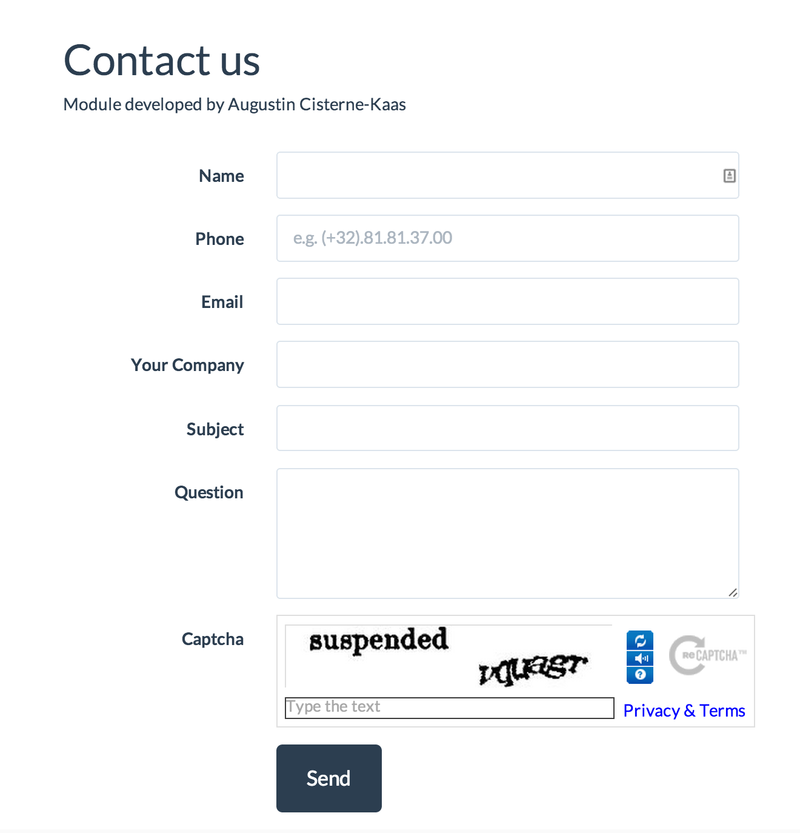 Contact us
Module developed by Augustin Cisterne-Kaas
Name
Phone
e.g. (+32).81.81.37.00
Email
Your Company
Subject
Question
Captcha
suspended
reCAPTCHA™
Type the text
Privacy & Terms
Send